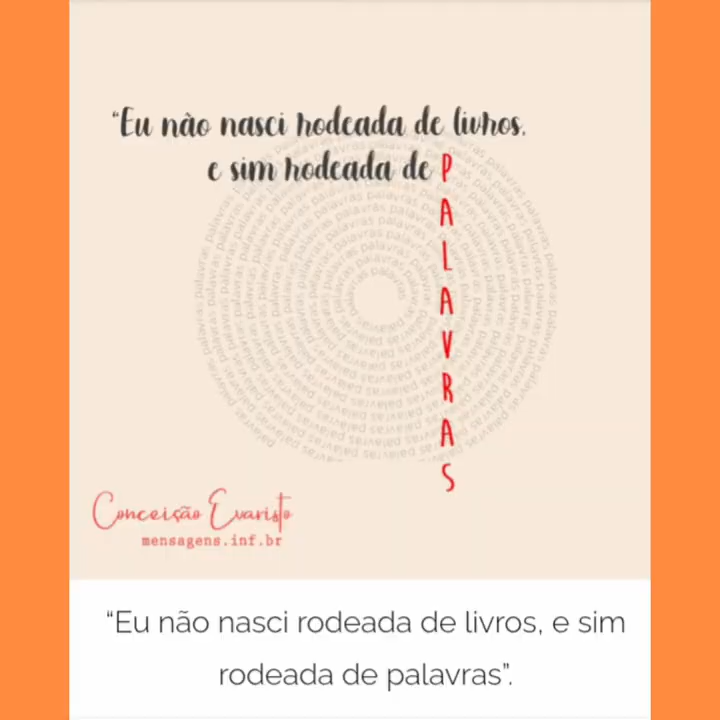 “Eu não nasci rodeada de livros,
e sim rodeada de PALAVRAS
Conceição Evaristo
mensagens.inf.br
“Eu não nasci rodeada de livros, e sim
rodeada de palavras”.